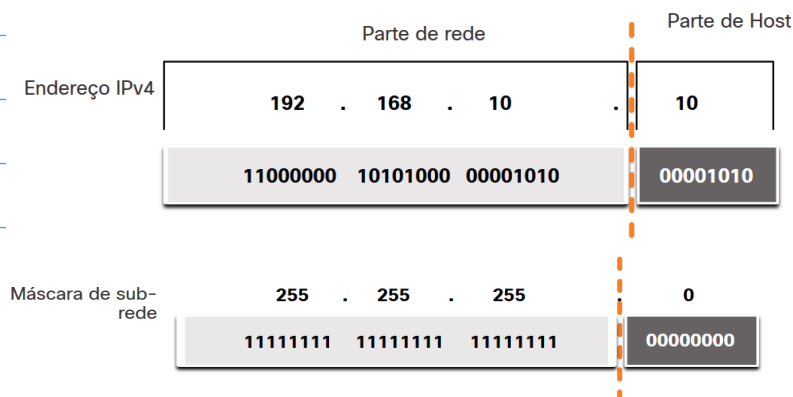 Parte de rede
Parte de Host
Endereço IPv4
192 . 168 . 10 . 10
11000000 10101000 00001010 00001010
Máscara de sub-
rede
255 . 255 . 255 . 0
11111111 11111111 11111111 00000000